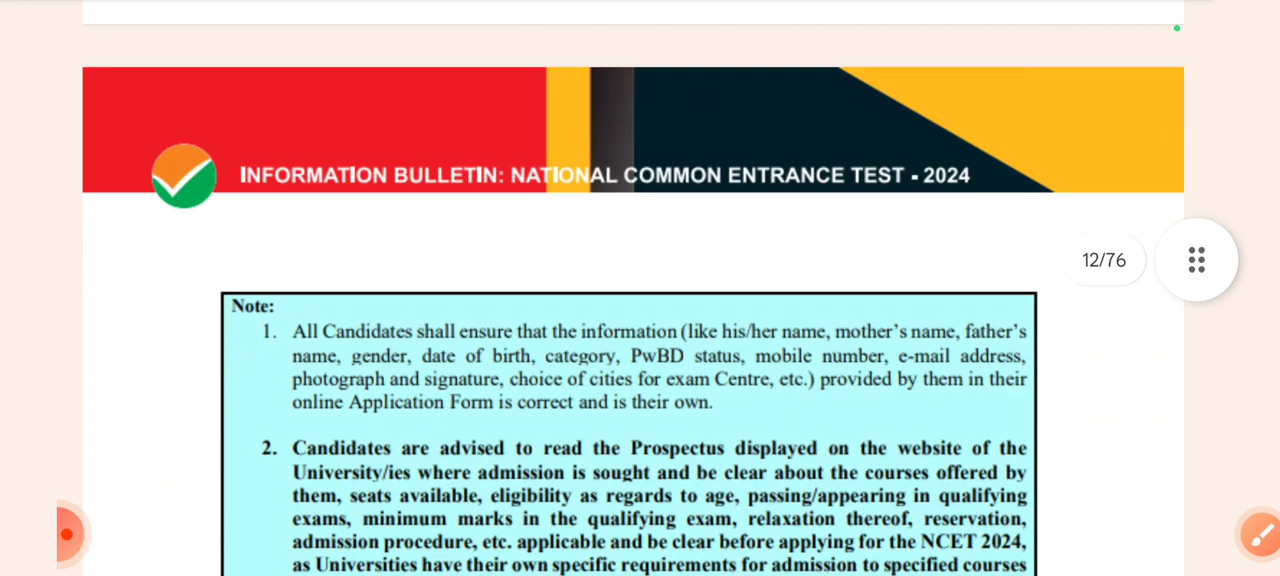 INFORMATION BULLETIN: NATIONAL COMMON ENTRANCE TEST - 2024
12/76
Note:
1. All Candidates shall ensure that the information (like his/her name, mother's name, father's
name, gender, date of birth, category, PwBD status, mobile number, e-mail address,
photograph and signature, choice of cities for exam Centre, etc.) provided by them in their
online Application Form is correct and is their own.
2. Candidates are advised to read the Prospectus displayed on the website of the
University/ies where admission is sought and be clear about the courses offered by
them, seats available, eligibility as regards to age, passing/appearing in qualifying
exams, minimum marks in the qualifying exam, relaxation thereof, reservation,
admission procedure, etc. applicable and be clear before applying for the NCET 2024,
as Universities have their own specific requirements for admission to specified courses